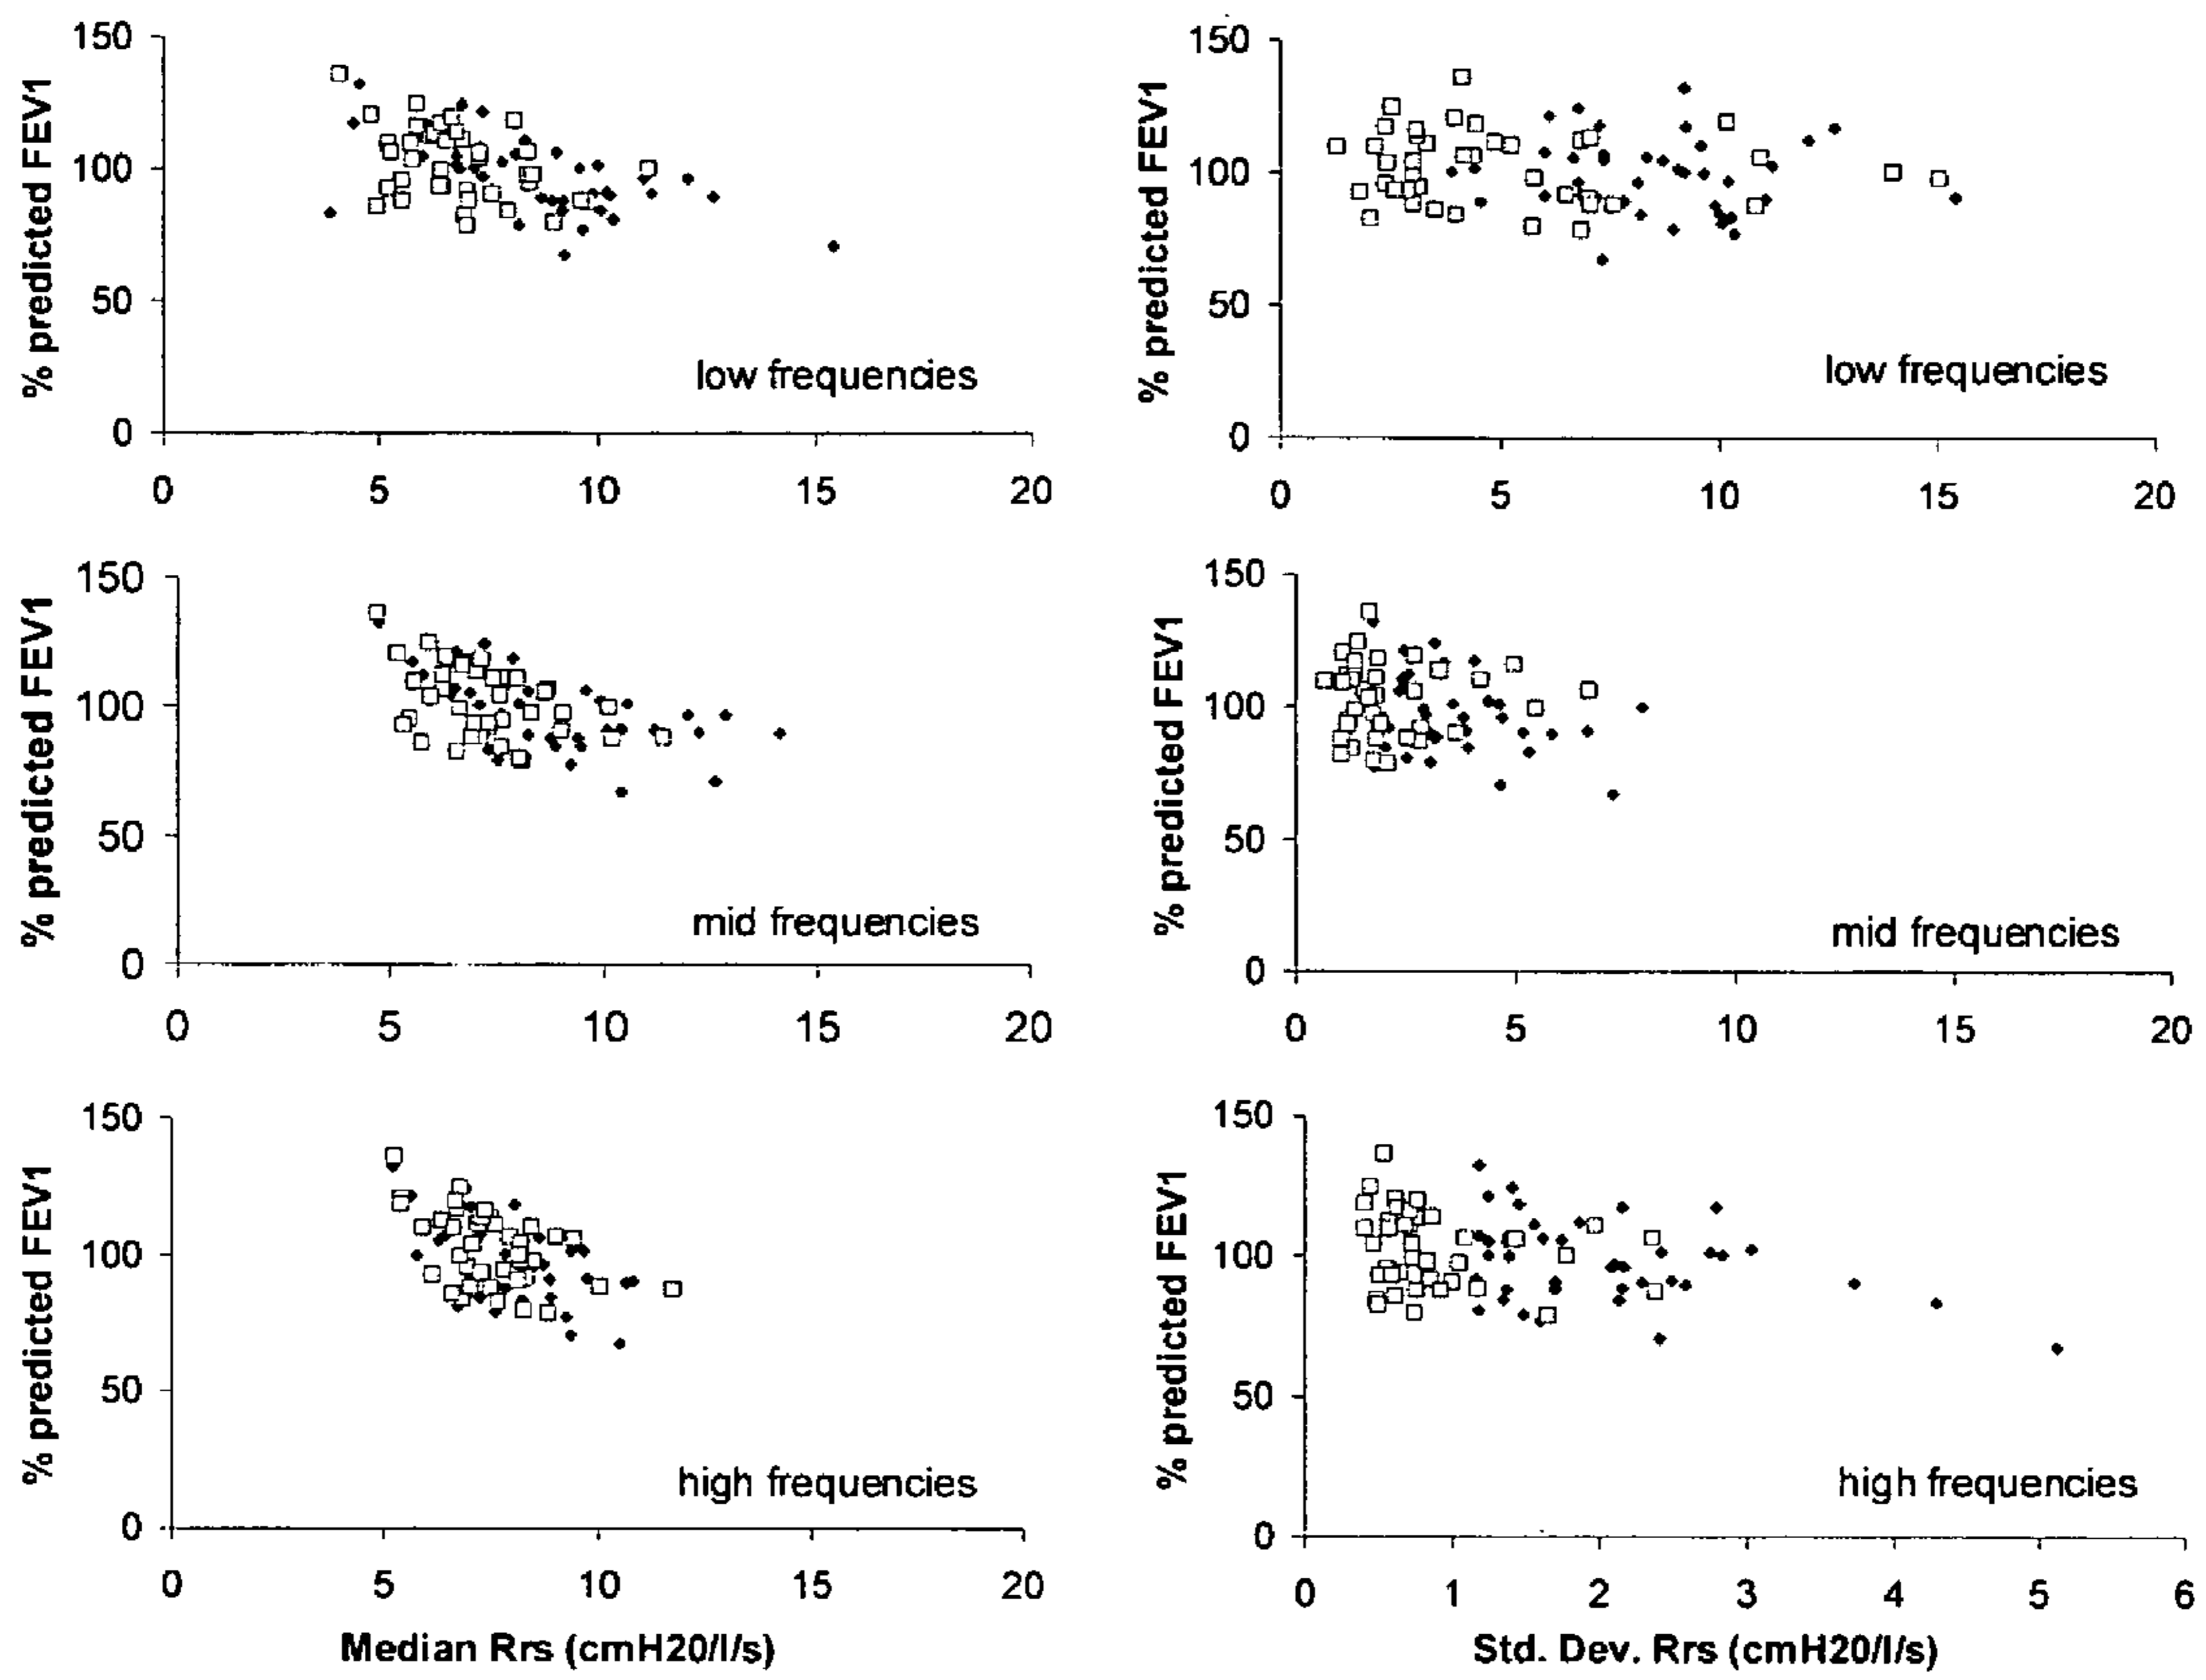 150
100
50
0
% predicted FEV1
low frequencies
0 5 10 15 20
150
100
50
0
% predicted FEV1
low frequencies
0 5 10 15 20
150
100
50
0
% predicted FEV1
mid frequencies
0 5 10 15 20
150
100
50
0
% predicted FEV1
mid frequencies
0 5 10 15 20
150
100
50
0
% predicted FEV1
high frequencies
0 5 10 15 20
Median Rrs (cmH20/l/s)
150
100
50
0
% predicted FEV1
high frequencies
0 1 2 3 4 5 6
Std. Dev. Rrs (cmH20/l/s)